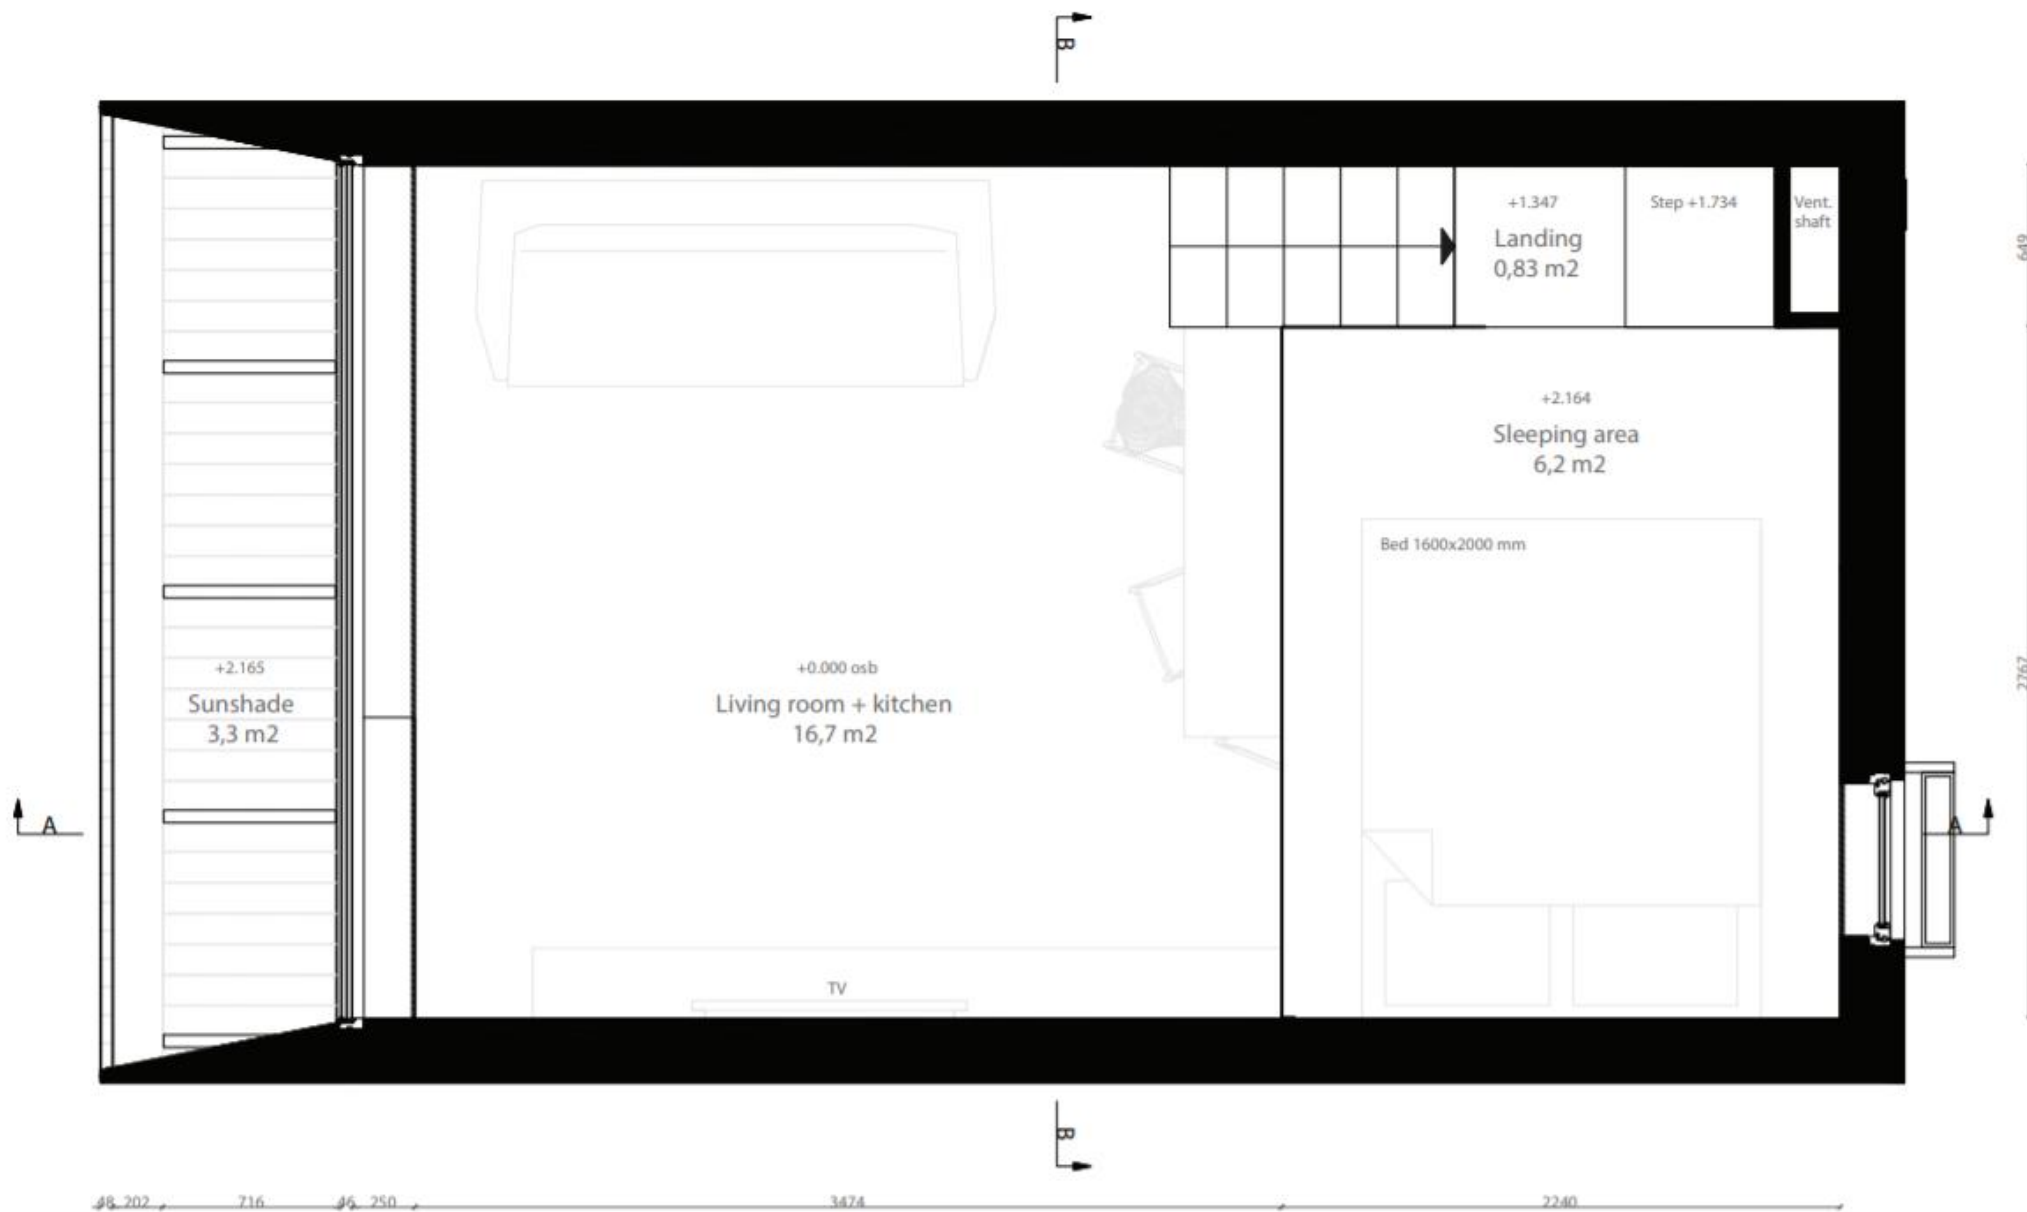 B
+1.347
Landing
0,83 m2
Step +1.734
Vent.
shaft
649
+2.164
Sleeping area
6,2 m2
Bed 1600x2000 mm
+2.165
Sunshade
3,3 m2
+0.000 osb
Living room + kitchen
16,7 m2
2767
A
A
TV
B
48 202 716 46 250 3474 2240